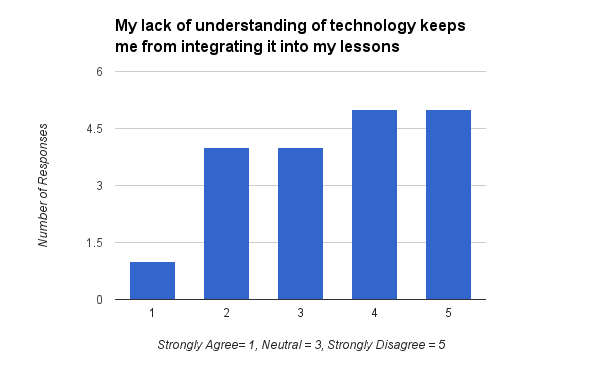 My lack of understanding of technology keeps
me from integrating it into my lessons
6
4.5
3
1.5
0
Number of Responses
1 2 3 4 5
Strongly Agree= 1, Neutral = 3, Strongly Disagree = 5